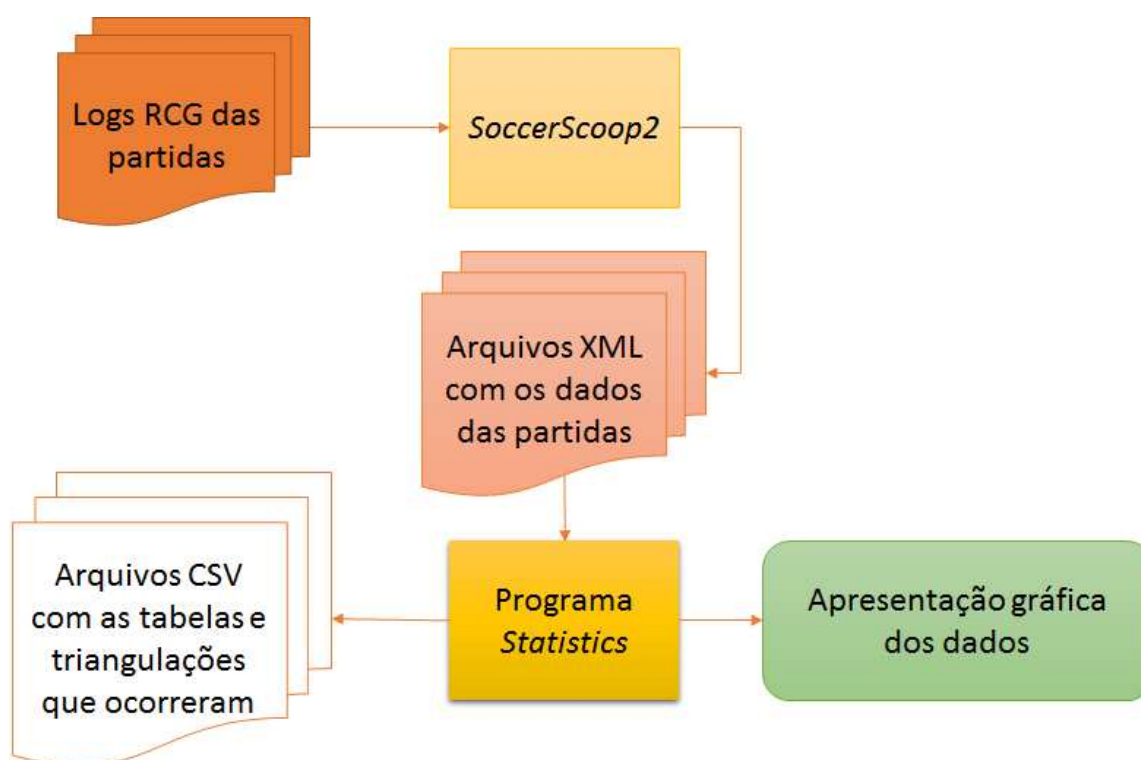 Logs RCG das
partidas
SoccerScoop2
Arquivos XML
com os dados
das partidas
Arquivos CSV
com as tabelas e
triangulações
que ocorreram
Programa
Statistics
Apresentação gráfica
dos dados